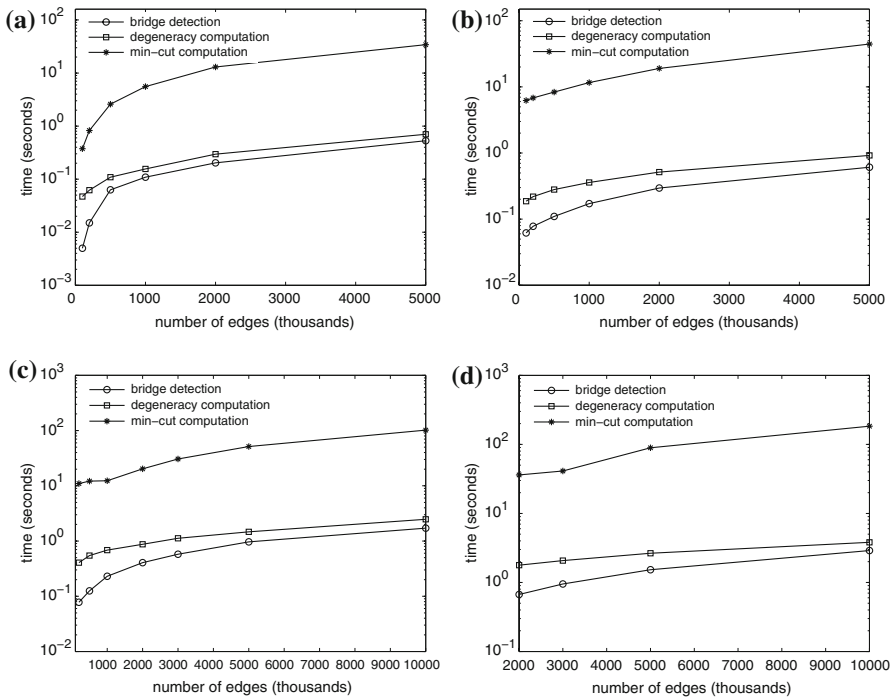 (a)
bridge detection
degeneracy computation
min−cut computation
time (seconds)
10^2
10^1
10^0
10^−1
10^−2
10^−3
0 1000 2000 3000 4000 5000
number of edges (thousands)
(b)
bridge detection
degeneracy computation
min−cut computation
time (seconds)
10^2
10^1
10^0
10^−1
10^−2
0 1000 2000 3000 4000 5000
number of edges (thousands)
(c)
bridge detection
degeneracy computation
min−cut computation
time (seconds)
10^3
10^2
10^1
10^0
10^−1
10^−2
1000 2000 3000 4000 5000 6000 7000 8000 9000 10000
number of edges (thousands)
(d)
bridge detection
degeneracy computation
min−cut computation
time (seconds)
10^3
10^2
10^1
10^0
10^−1
2000 3000 4000 5000 6000 7000 8000 9000 10000
number of edges (thousands)